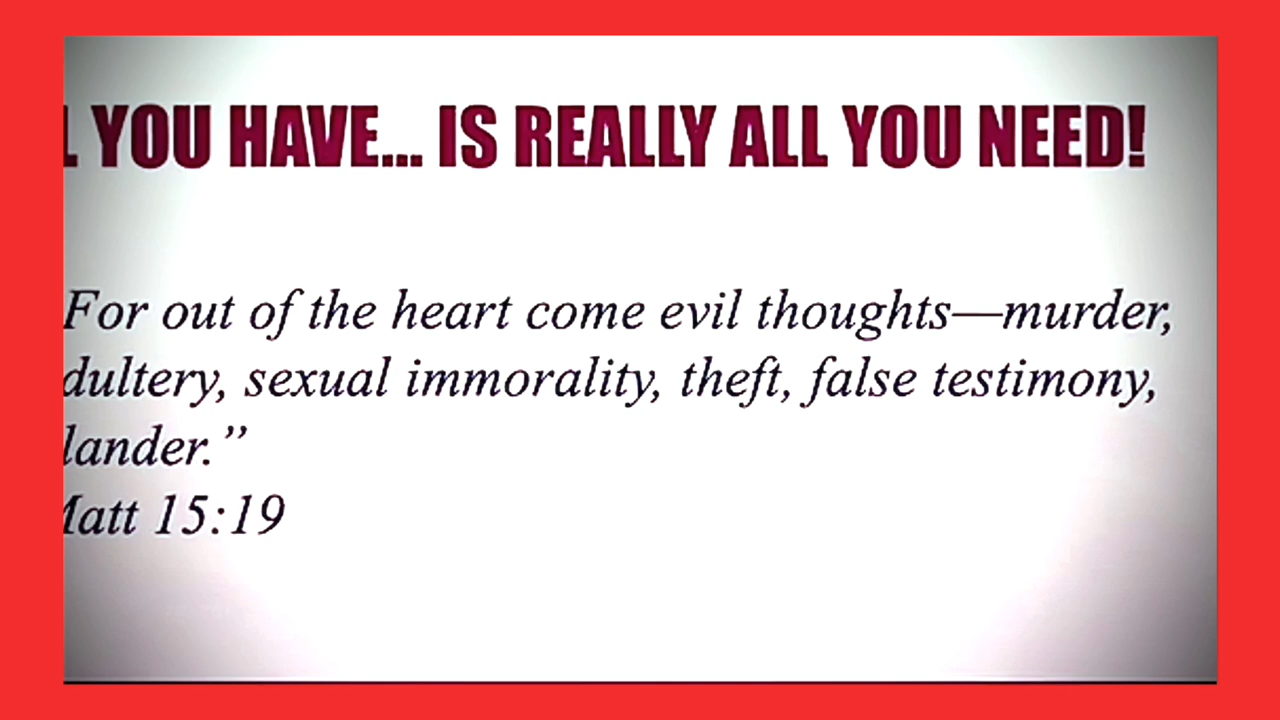 L YOU HAVE... IS REALLY ALL YOU NEED!
For out of the heart come evil thoughts—murder,
dultery, sexual immorality, theft, false testimony,
lander.”
Matt 15:19